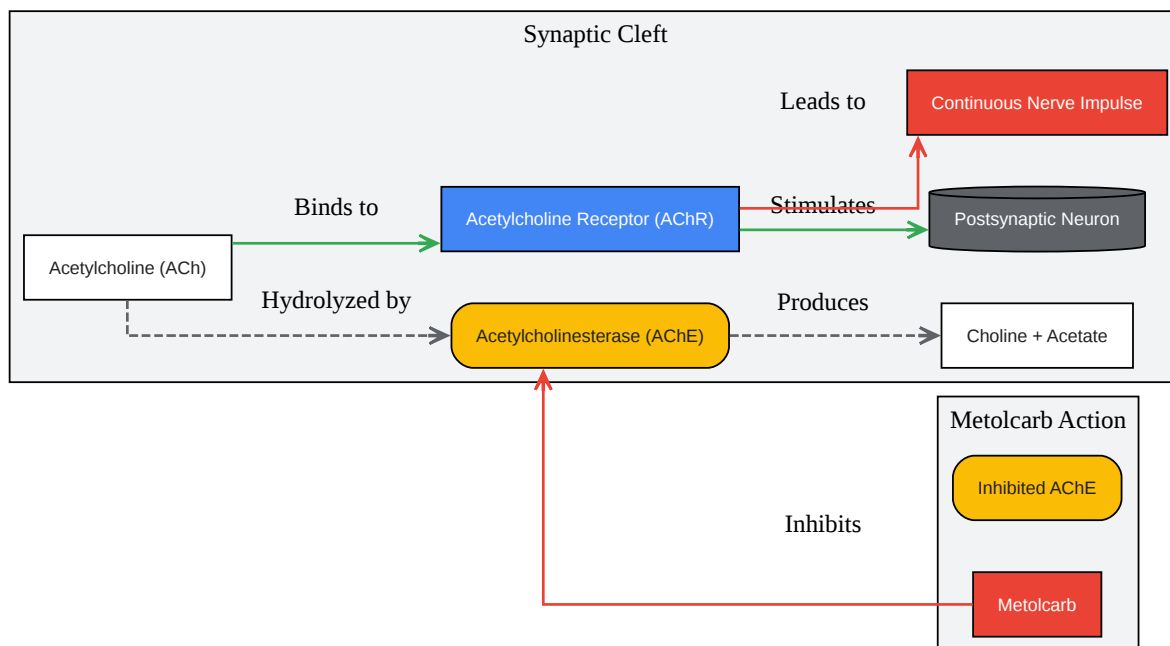 Synaptic Cleft
Leads to
Continuous Nerve Impulse
Binds to
Acetylcholine Receptor (AChR)
Stimulates
Postsynaptic Neuron
Acetylcholine (ACh)
Hydrolyzed by
Acetylcholinesterase (AChE)
Produces
Choline + Acetate
Metolcarb Action
Inhibited AChE
Inhibits
Metolcarb